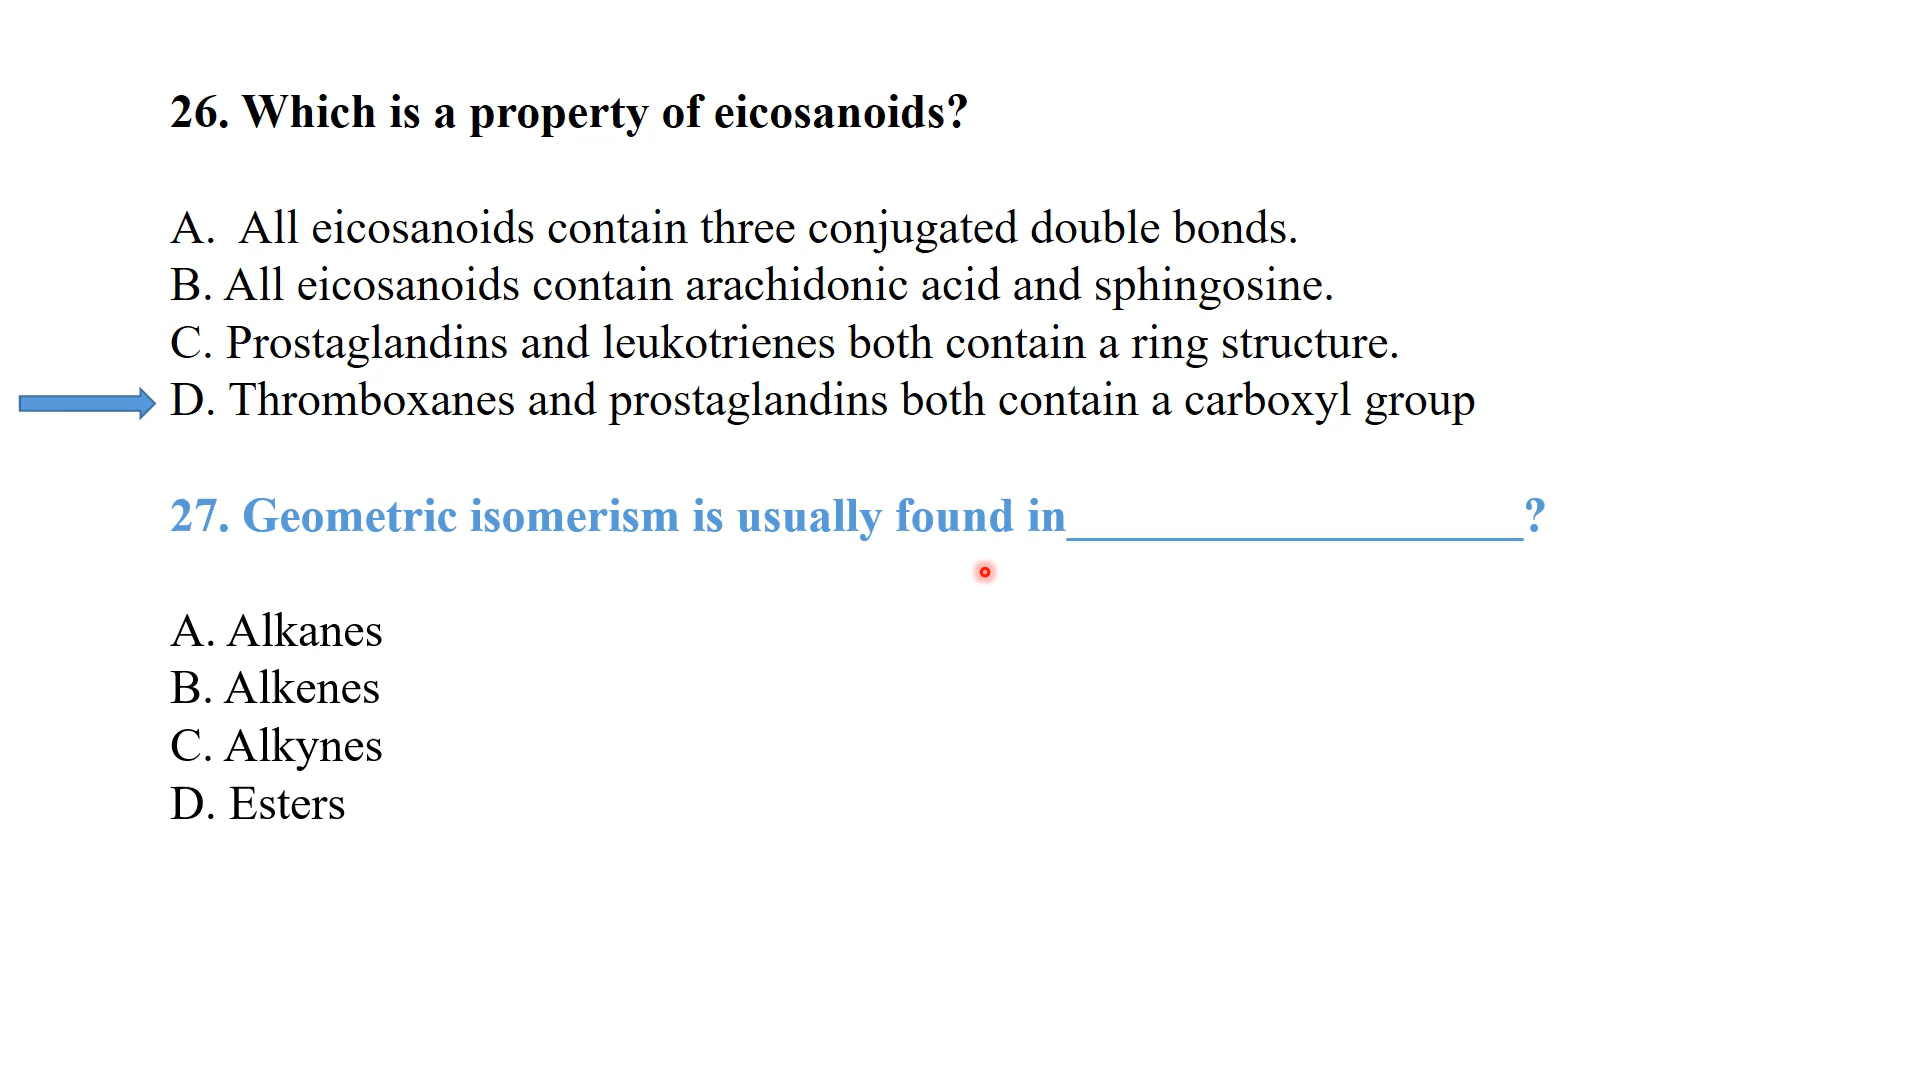 26. Which is a property of eicosanoids?
A.  All eicosanoids contain three conjugated double bonds.
B. All eicosanoids contain arachidonic acid and sphingosine.
C. Prostaglandins and leukotrienes both contain a ring structure.
D. Thromboxanes and prostaglandins both contain a carboxyl group
27. Geometric isomerism is usually found in___________________?
A. Alkanes
B. Alkenes
C. Alkynes
D. Esters